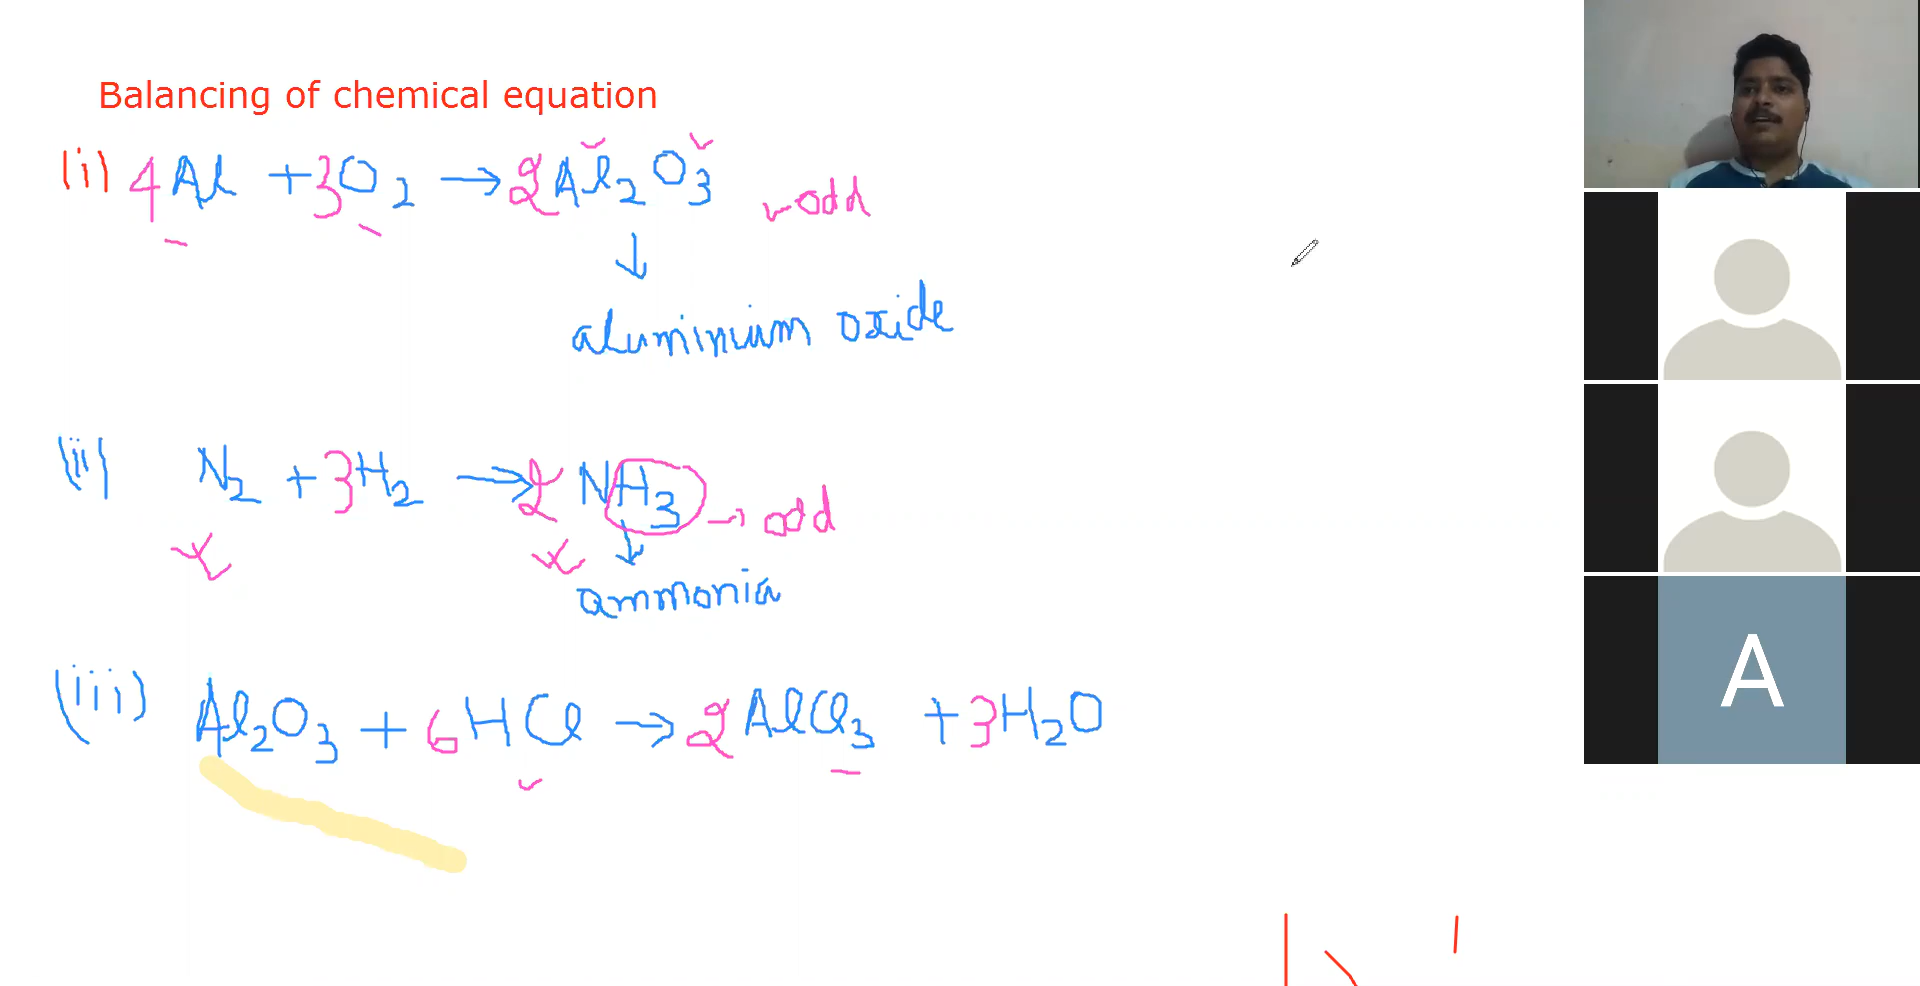 Balancing of chemical equation
(i) 4Al + 3O2 → 2Al2O3
odd
↓
aluminium oxide
(ii) N2 + 3H2 → 2NH3 → odd
↓
ammonia
(iii) Al2O3 + 6HCl → 2AlCl3 + 3H2O
A